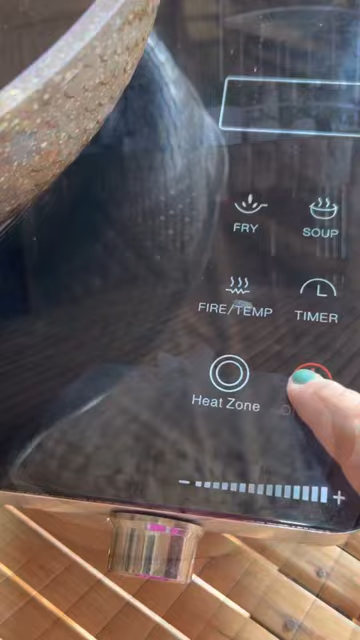 FRY
SOUP
FIRE/TEMP
TIMER
Heat Zone
− +